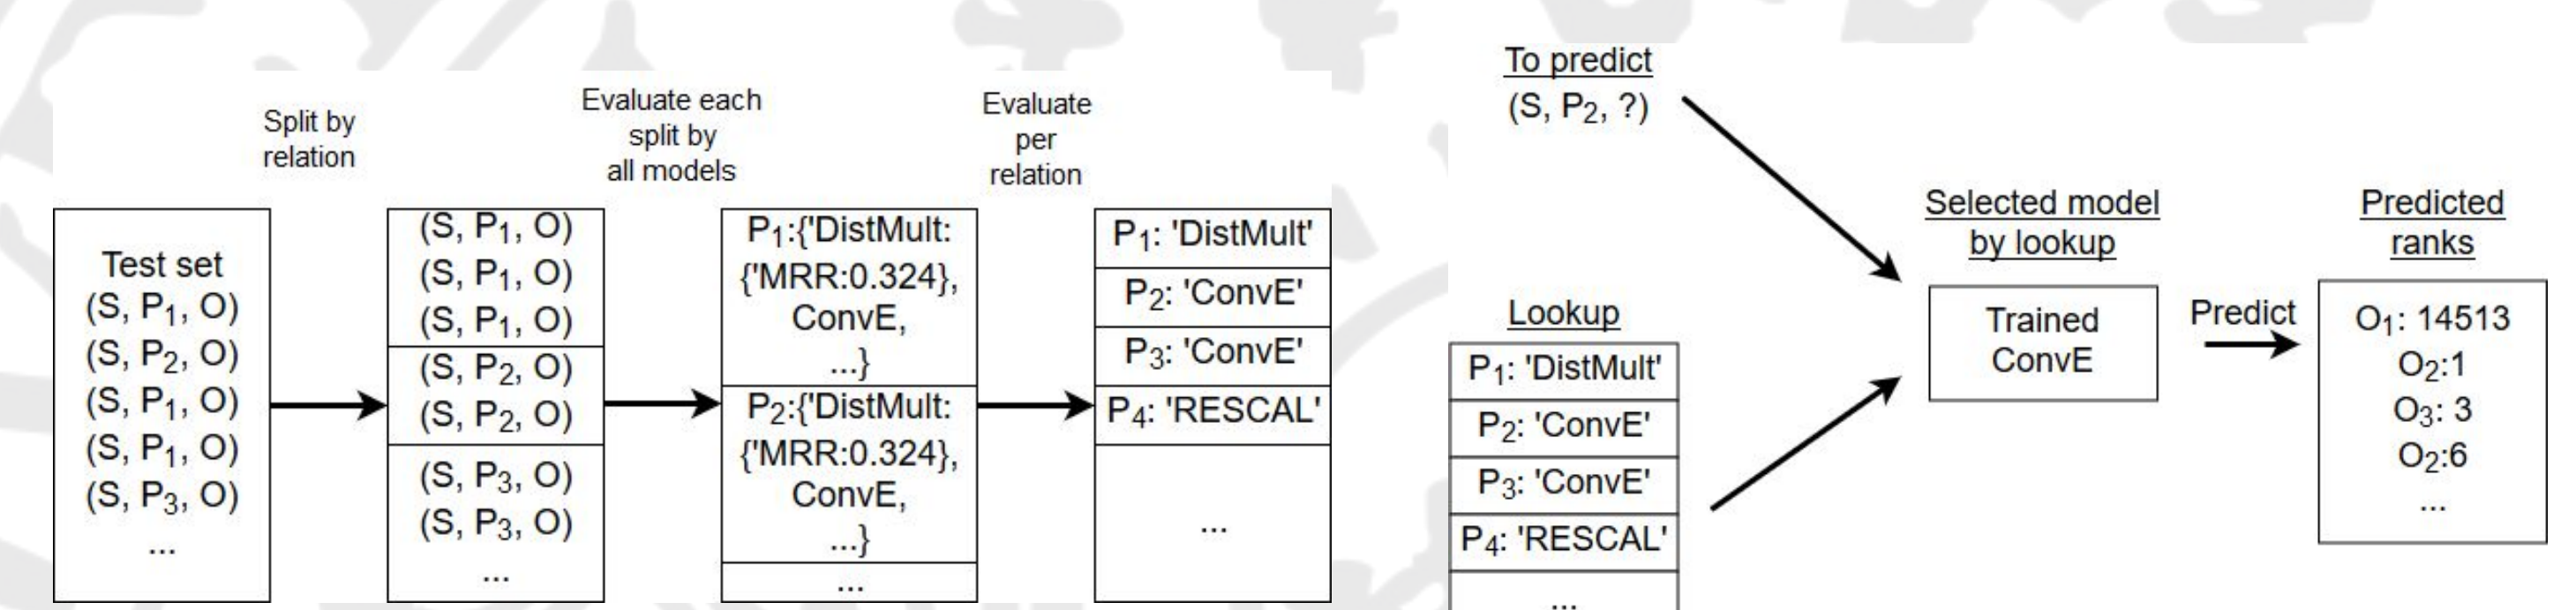 Split by
relation
Evaluate each
split by
all models
Evaluate
per
relation
Test set
(S, P₁, O)
(S, P₂, O)
(S, P₁, O)
(S, P₁, O)
(S, P₃, O)
...
(S, P₁, O)
(S, P₁, O)
(S, P₁, O)
(S, P₂, O)
(S, P₂, O)
(S, P₃, O)
(S, P₃, O)
...
P₁:{'DistMult:
{'MRR:0.324},
ConvE,
...}
P₂:{'DistMult:
{'MRR:0.324},
ConvE,
...}
...
P₁: 'DistMult'
P₂: 'ConvE'
P₃: 'ConvE'
P₄: 'RESCAL'
...
To predict
(S, P₂, ?)
Lookup
P₁: 'DistMult'
P₂: 'ConvE'
P₃: 'ConvE'
P₄: 'RESCAL'
...
Selected model
by lookup
Trained
ConvE
Predict
Predicted
ranks
O₁: 14513
O₂:1
O₃: 3
O₂:6
...